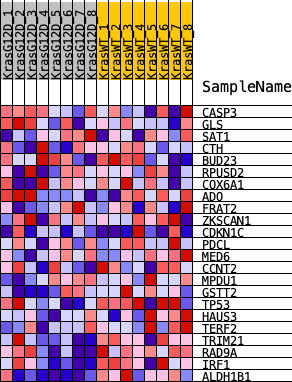 KrasG12D_1
KrasG12D_2
KrasG12D_3
KrasG12D_4
KrasG12D_5
KrasG12D_6
KrasG12D_7
KrasG12D_8
KrasWT_1
KrasWT_2
KrasWT_3
KrasWT_4
KrasWT_5
KrasWT_6
KrasWT_7
KrasWT_8
SampleName
CASP3
GLS
SAT1
CTH
BUD23
RPUSD2
COX6A1
ADO
FRAT2
ZKSCAN1
CDKN1C
PDCL
MED6
CCNT2
MPDU1
GSTT2
TP53
HAUS3
TERF2
TRIM21
RAD9A
IRF1
ALDH1B1